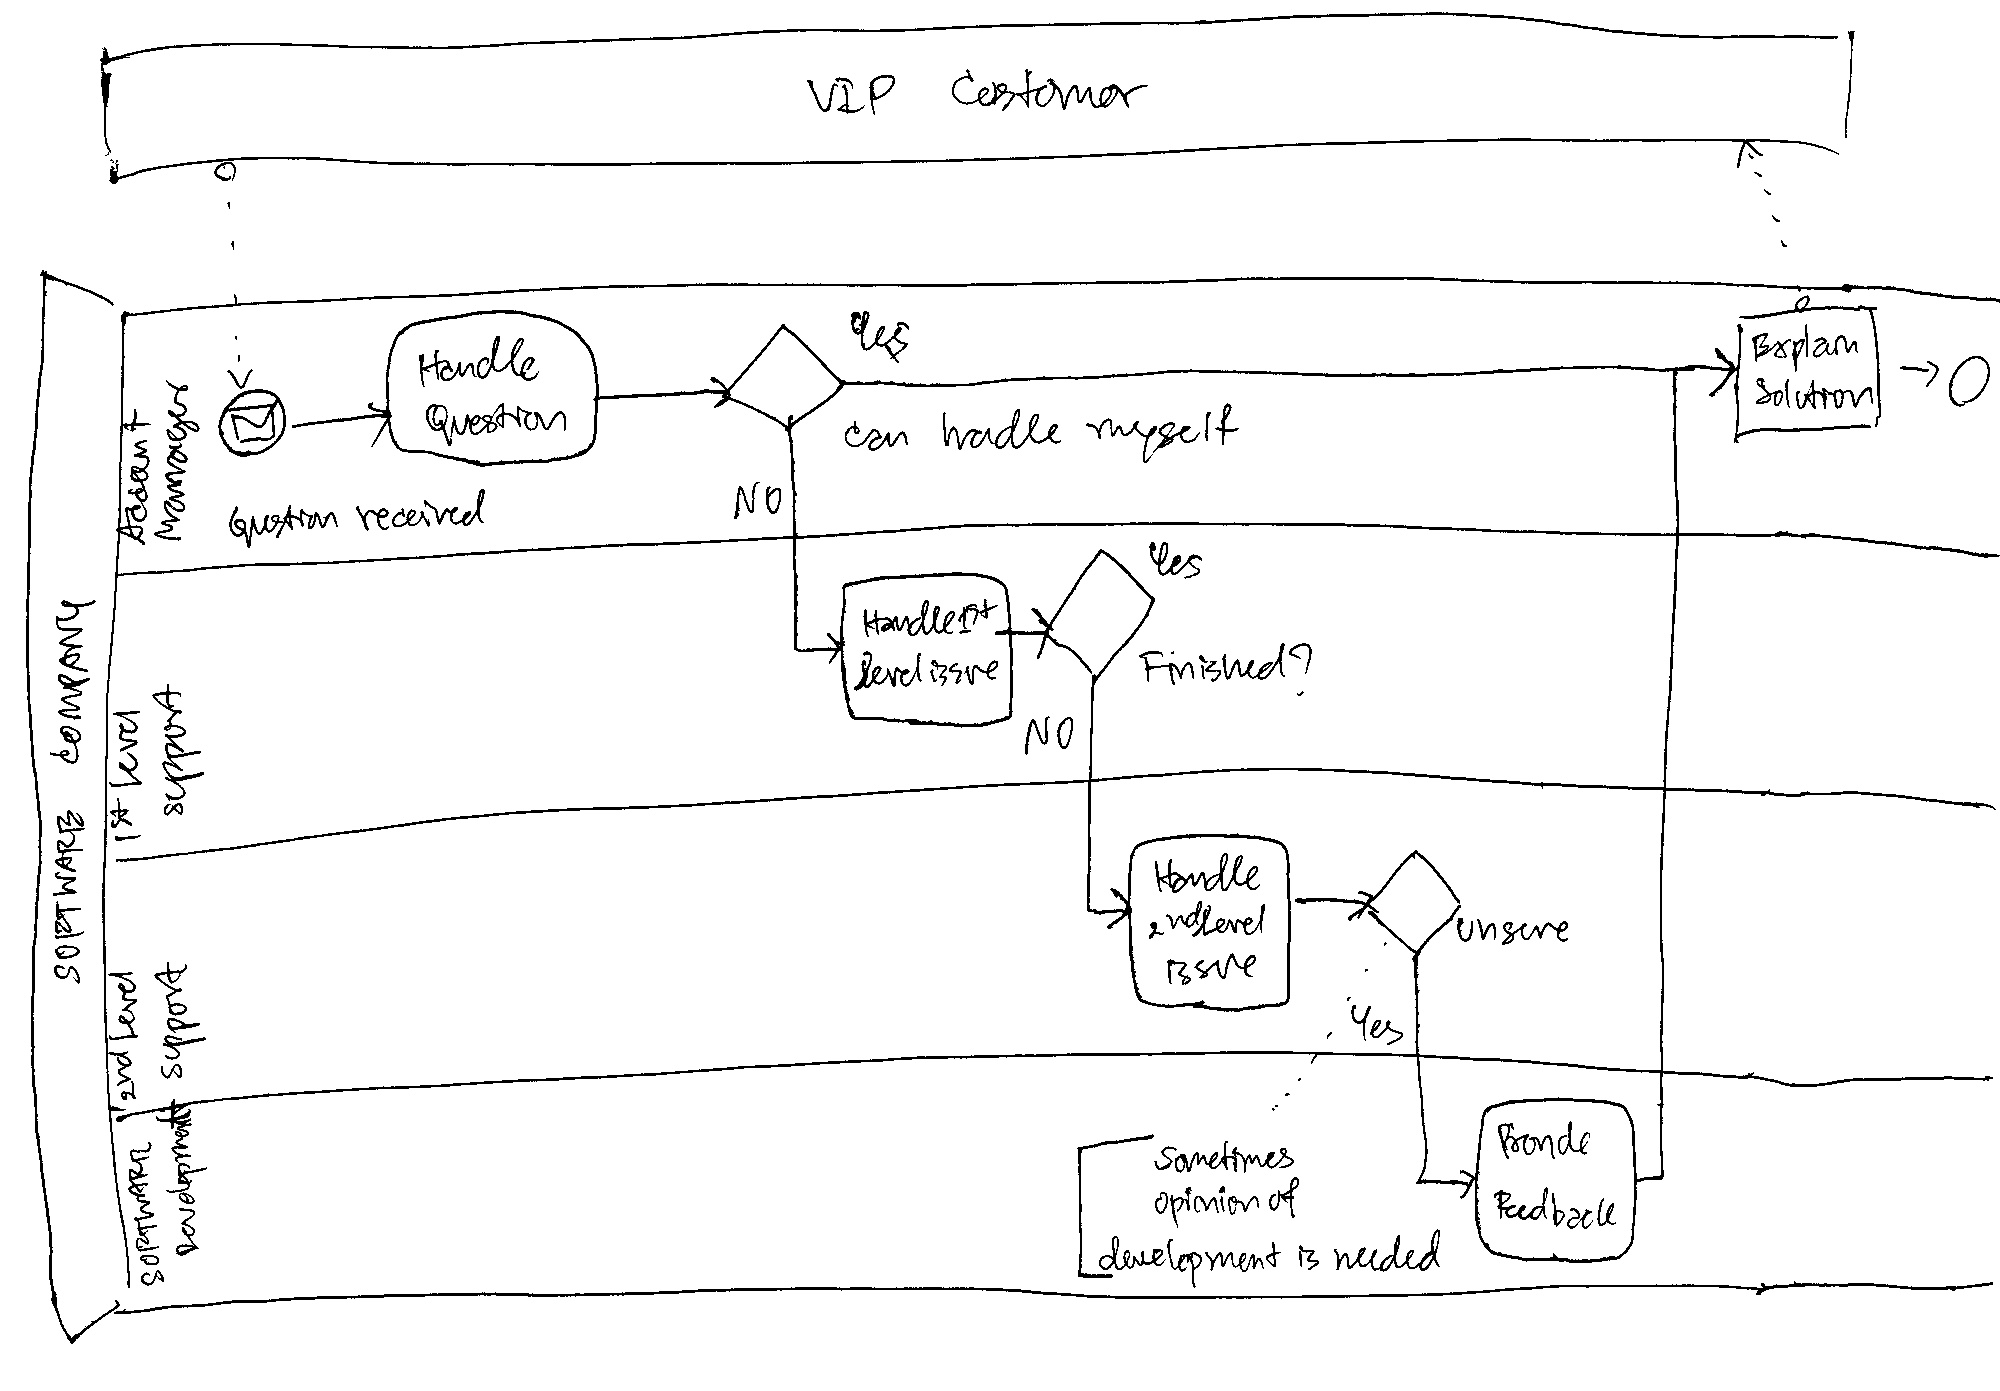 VIP Customer
SOFTWARE COMPANY
Account
Manager
Handle
Question
Yes
can hadle myself
NO
Question received
Explain
Solution
1st Level
support
Handle 1st
level issue
Yes
Finished?
NO
2nd Level
support
Handle
2nd Level
issue
unsure
Yes
SOFTWARE
Development
Sometimes
opinion of
development is needed
Provide
Feedback